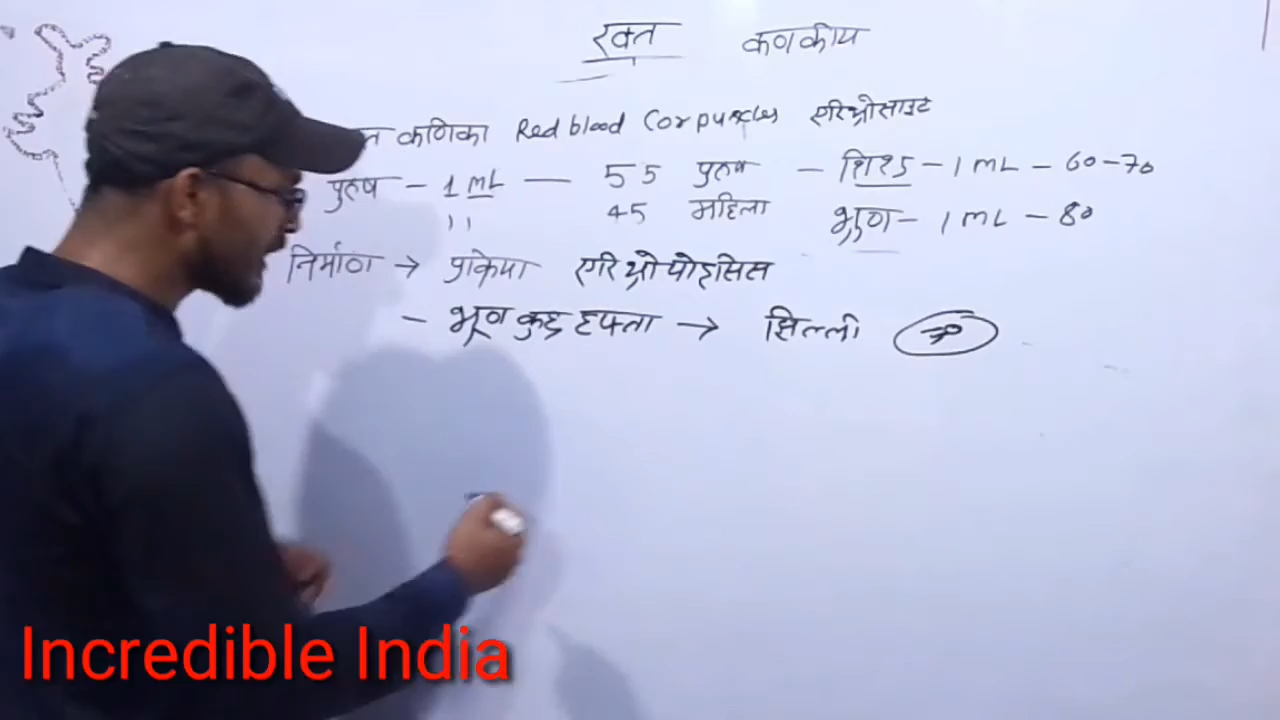 रक्त कणकीय
कणिका Red blood Corpuscles एरिथ्रोसाइट
पुरुष - 1 ML — 55 पुरुष - शिशु - 1 ML - 60-70
11 45 महिला भ्रूण - 1 ML - 80
निर्माण → प्रक्रिया एरिथ्रोपोइसिस
- भ्रूण कुछ हफ्ता → झिल्ली
Incredible India